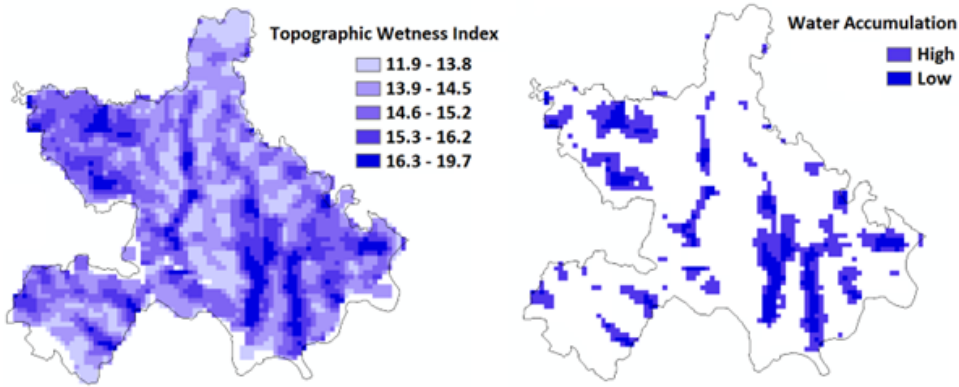 Topographic Wetness Index
11.9 - 13.8
13.9 - 14.5
14.6 - 15.2
15.3 - 16.2
16.3 - 19.7
Water Accumulation
High
Low